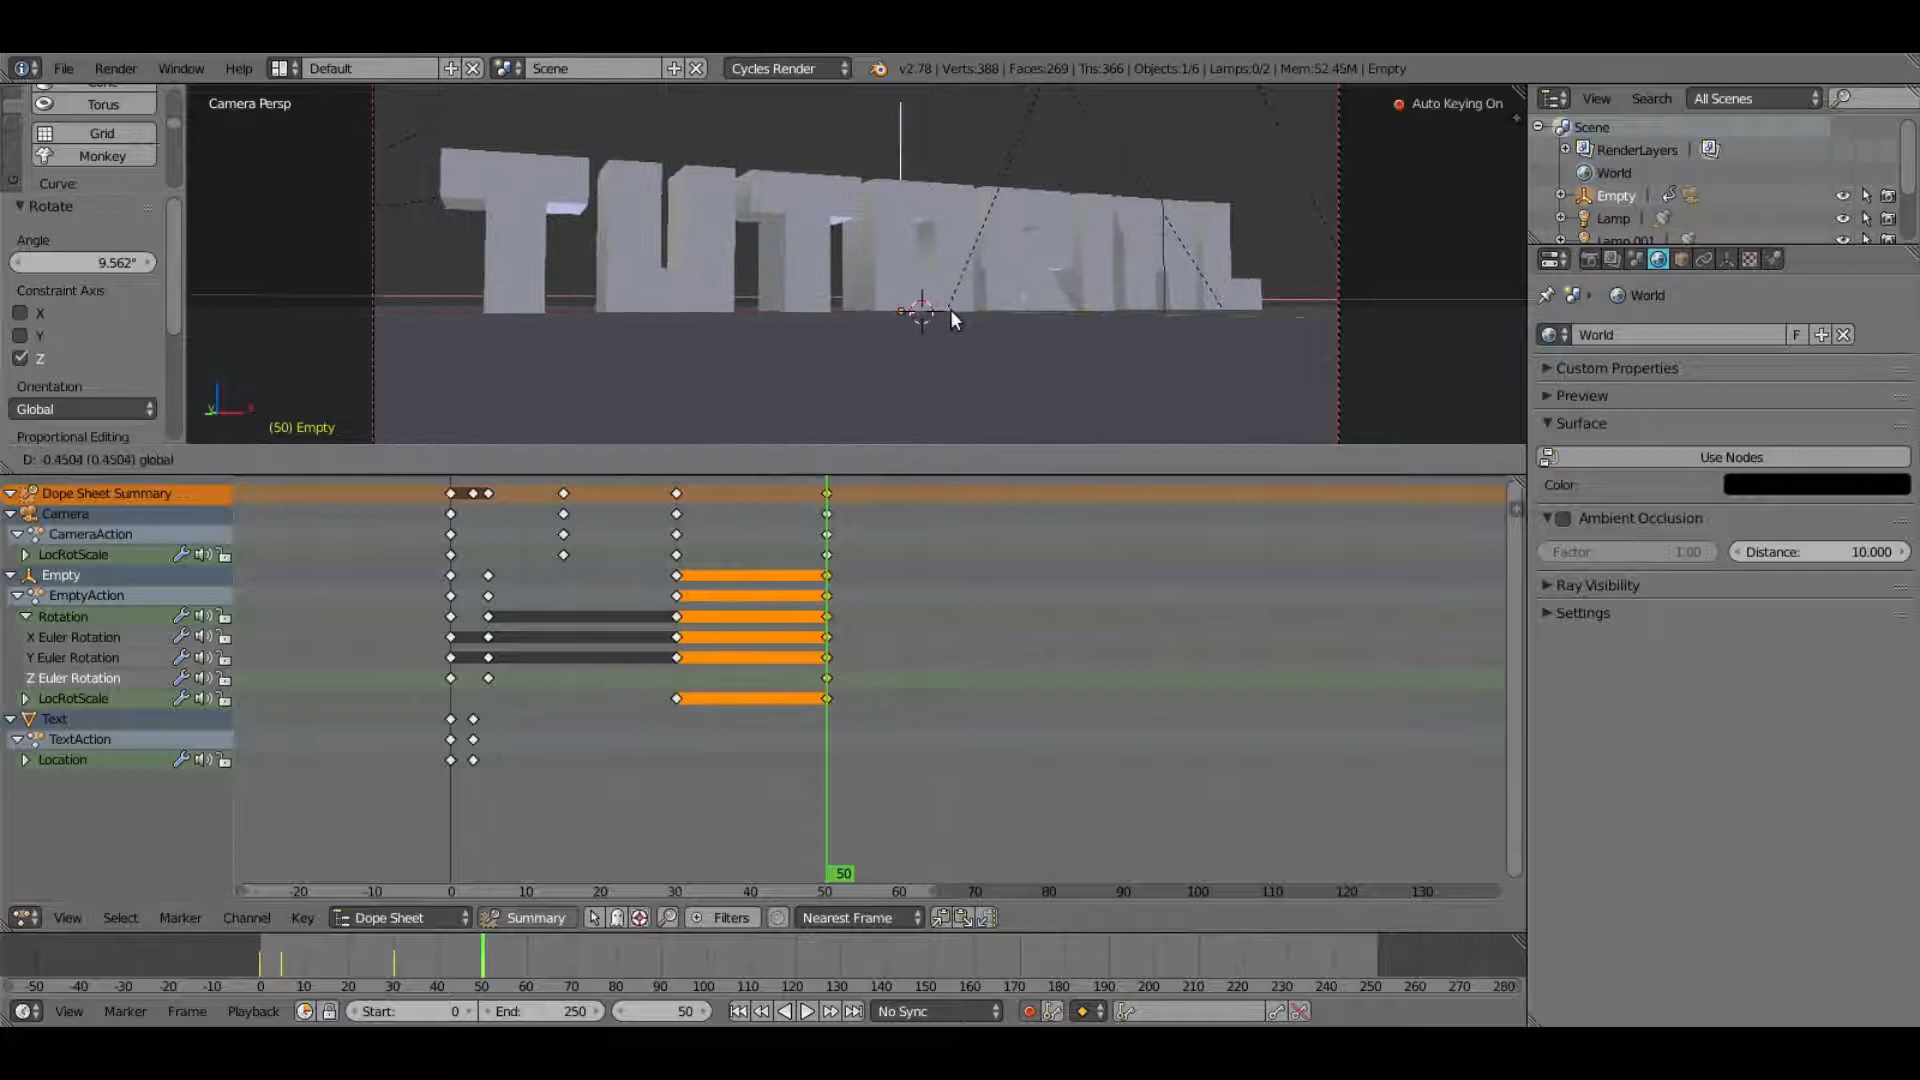 File Render Window Help Default Scene Cycles Render v2.78 | Verts:388 | Faces:269 | Tris:366 | Objects:1/6 | Lamps:0/2 | Mem:52.45M | Empty
Torus
Grid
Monkey
Curve:
Rotate
Angle
9.562°
Constraint Axis
X
Y
Z
Orientation
Global
Proportional Editing
Camera Persp
Auto Keying On
TUTORIAL
(50) Empty
D: -0.4504 (0.4504) global
View Search All Scenes
Scene
RenderLayers |
World
Empty |
Lamp |
Lamp.001
World
World F
Custom Properties
Preview
Surface
Use Nodes
Color:
Ambient Occlusion
Factor: 1.00 Distance: 10.000
Ray Visibility
Settings
Dope Sheet Summary
Camera
CameraAction
LocRotScale
Empty
EmptyAction
Rotation
X Euler Rotation
Y Euler Rotation
Z Euler Rotation
LocRotScale
Text
TextAction
Location
50
-20 -10 0 10 20 30 40 50 60 70 80 90 100 110 120 130
View Select Marker Channel Key Dope Sheet Summary Filters Nearest Frame
-50 -40 -30 -20 -10 0 10 20 30 40 50 60 70 80 90 100 110 120 130 140 150 160 170 180 190 200 210 220 230 240 250 260 270 280
View Marker Frame Playback Start: 0 End: 250 50 No Sync